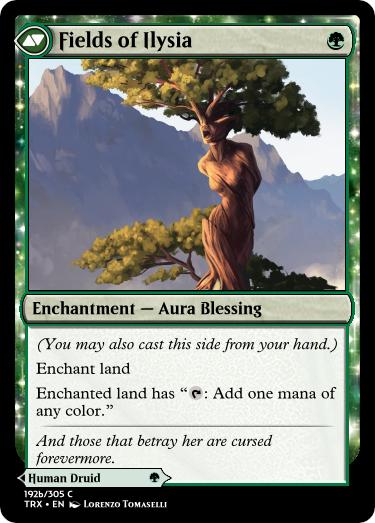 Fields of Ilysia
Enchantment — Aura Blessing
(You may also cast this side from your hand.)
Enchant land
Enchanted land has “: Add one mana of
any color.”
And those that betray her are cursed
forevermore.
Human Druid
192b/305 C
TRX • EN Lorenzo Tomaselli